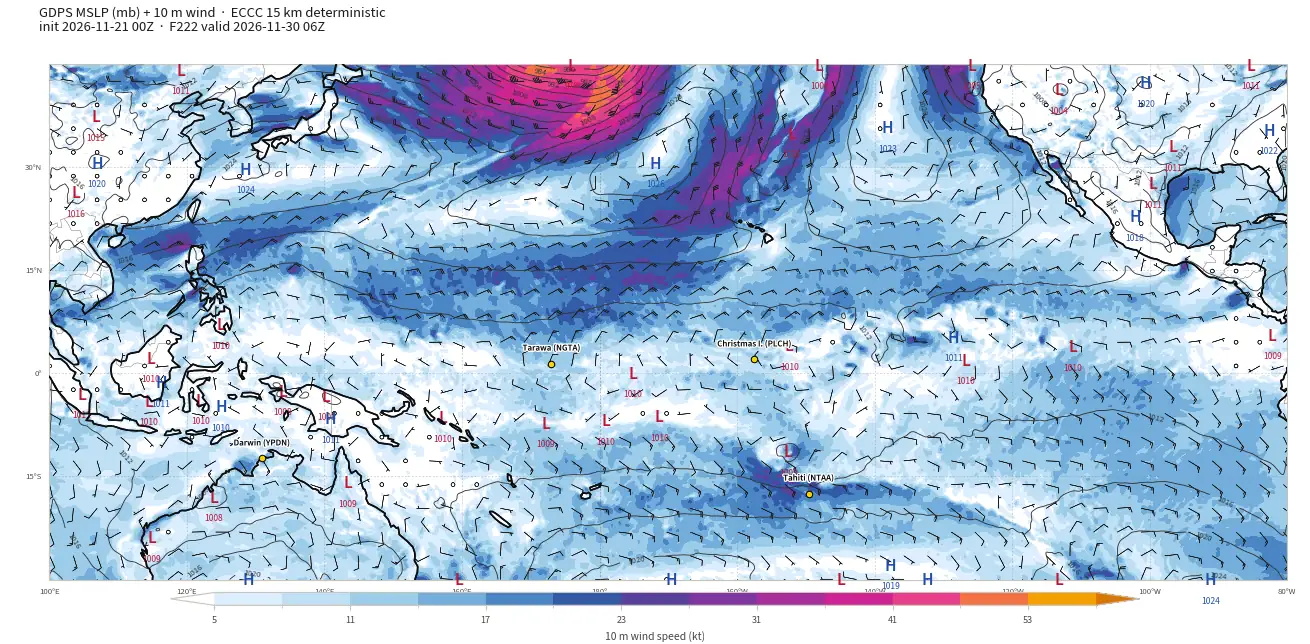 GDPS MSLP (mb) + 10 m wind · ECCC 15 km deterministic
init 2026-11-21 00Z · F222 valid 2026-11-30 06Z
L 1011
L 1004
H 1020
L 1011
H 1023
H 1022
L 1011
H 1020
H 1024
H 1026
L 1011
L 1016
H 1018
30°N
15°N
0°
15°S
L 1010
H 1011
L 1009
Tarawa (NGTA)
Christmas I. (PLCH)
L 1010
L 1010
L 1010
L 1010
L 1010
H 1011
L 1010
L 1010
H 1010
H 1011
L 1010
L 1009
L 1010
L 1010
Darwin (YPDN)
Tahiti (NTAA)
L 1008
L 1009
L 1009
H 1019
H 1024
100°E
120°E
140°E
160°E
180°
160°W
140°W
120°W
100°W
80°W
5 11 17 23 31 41 53
10 m wind speed (kt)